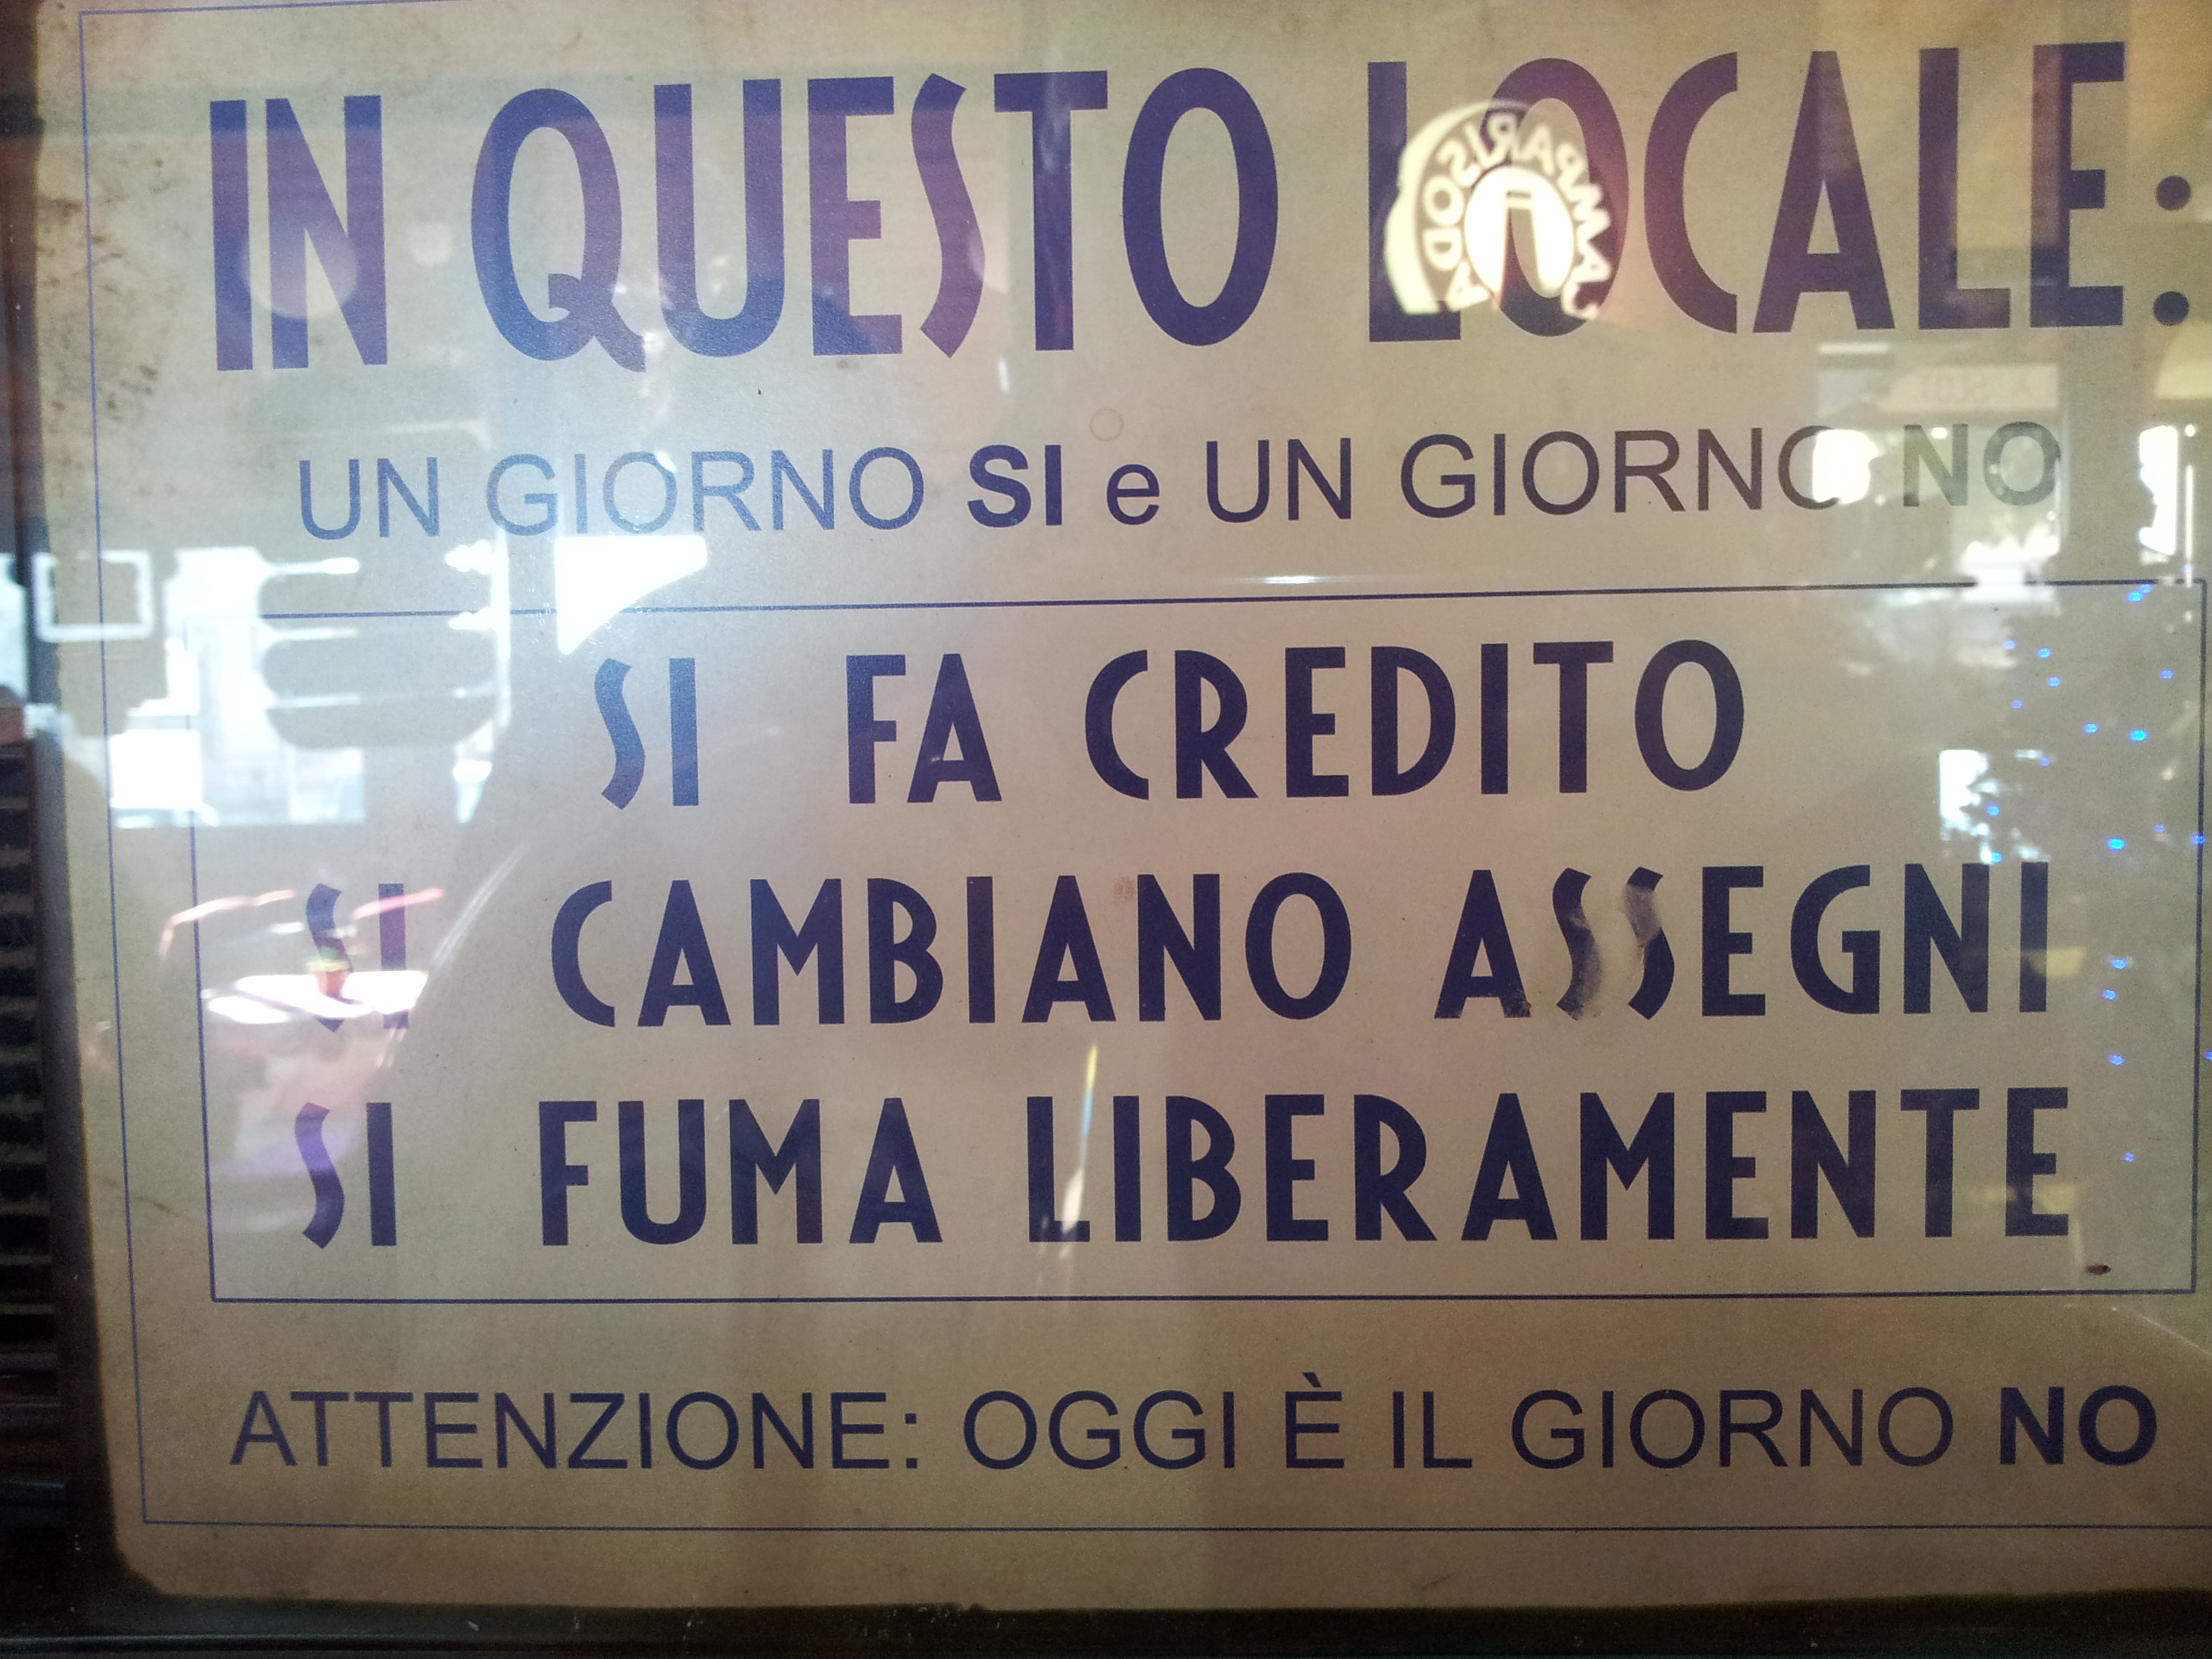 IN QUESTO LOCALE:
UN GIORNO SI e UN GIORNO NO
SI FA CREDITO
SI CAMBIANO ASSEGNI
SI FUMA LIBERAMENTE
ATTENZIONE: OGGI È IL GIORNO NO
CAMPARISODA